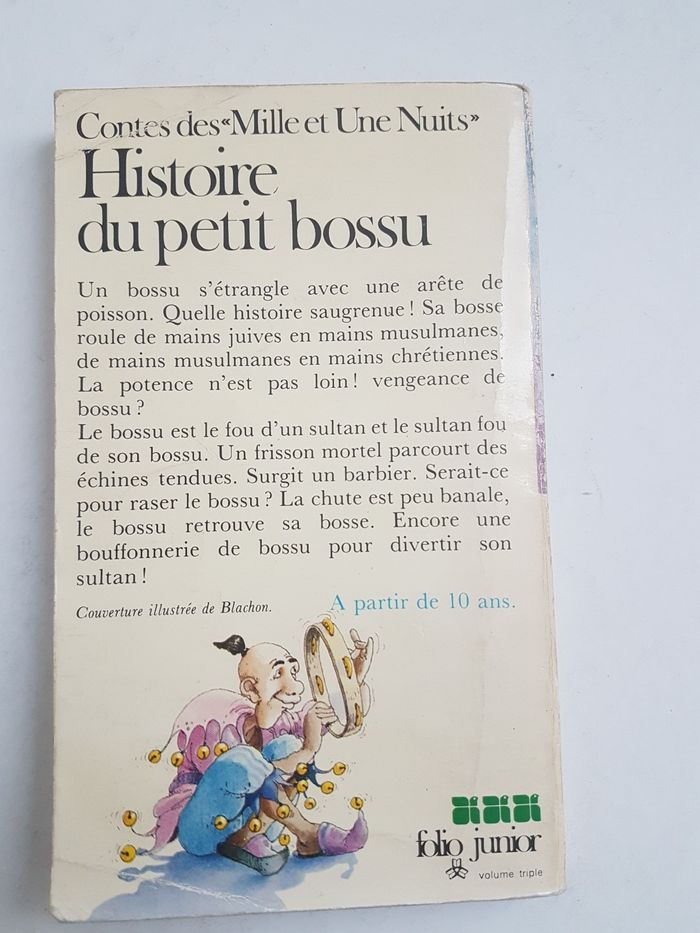 Contes des «Mille et Une Nuits»
Histoire
du petit bossu
Un bossu s'étrangle avec une arête de
poisson. Quelle histoire saugrenue ! Sa bosse
roule de mains juives en mains musulmanes,
de mains musulmanes en mains chrétiennes.
La potence n'est pas loin ! vengeance de
bossu ?
Le bossu est le fou d'un sultan et le sultan fou
de son bossu. Un frisson mortel parcourt des
échines tendues. Surgit un barbier. Serait-ce
pour raser le bossu ? La chute est peu banale,
le bossu retrouve sa bosse. Encore une
bouffonnerie de bossu pour divertir son
sultan !
Couverture illustrée de Blachon.
A partir de 10 ans.
folio junior
volume triple